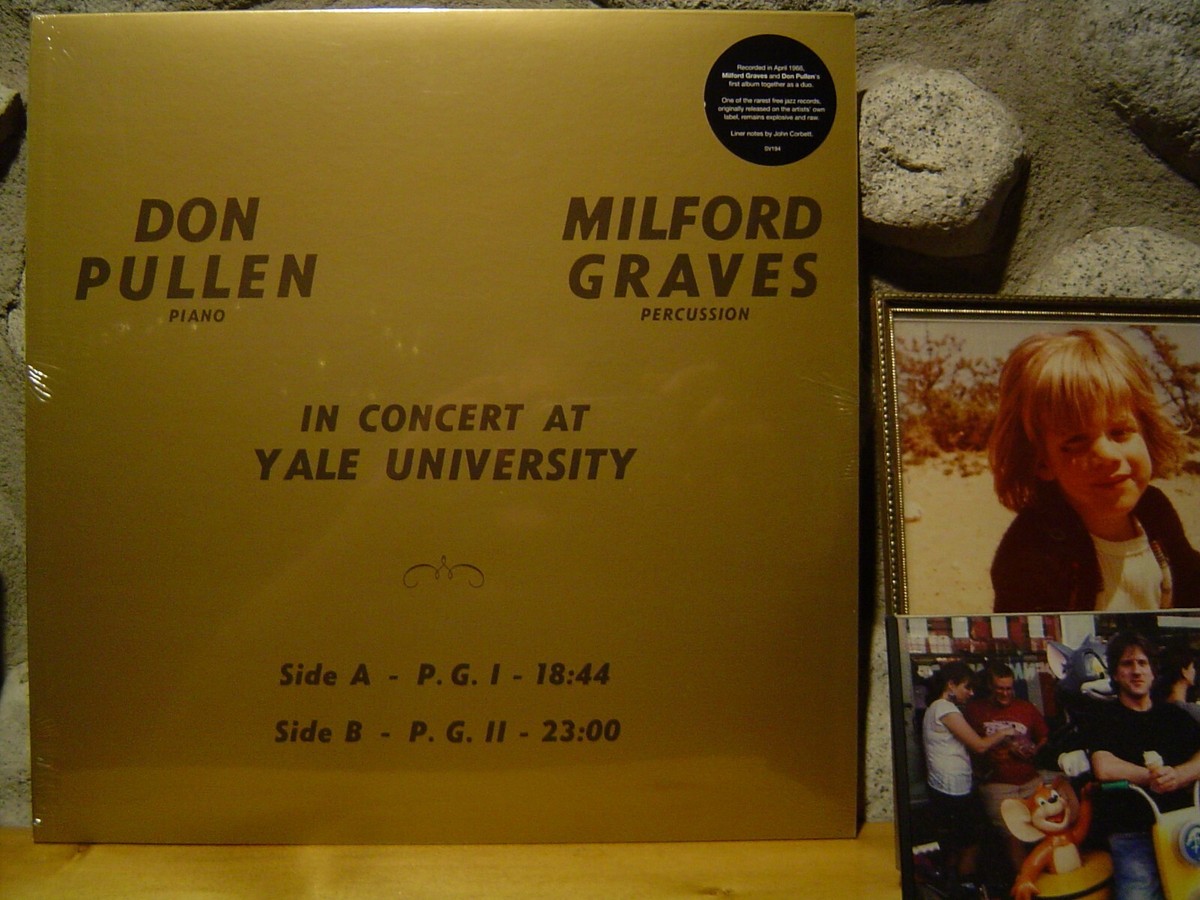 Recorded in April 1966,
Milford Graves and Don Pullen's
first album together as a duo.
One of the rarest free jazz records,
originally released on the artists' own
label, remains explosive and raw.
Liner notes by John Corbett.
SV194
DON
PULLEN
PIANO
MILFORD
GRAVES
PERCUSSION
IN CONCERT AT
YALE UNIVERSITY
Side A - P. G. I - 18:44
Side B - P. G. II - 23:00